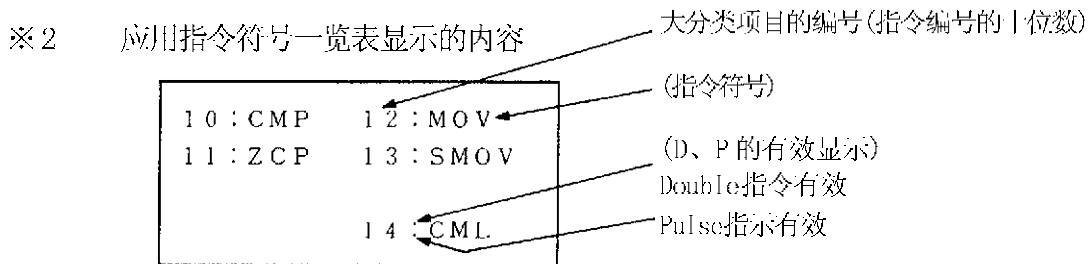 ※2 应用指令符号一览表显示的内容
大分类项目的编号(指令编号的十位数)
(指令符号)
10:CMP 12:MOV
11:ZCP 13:SMOV
14:CML
(D、P的有效显示)
Double指令有效
Pulse指示有效